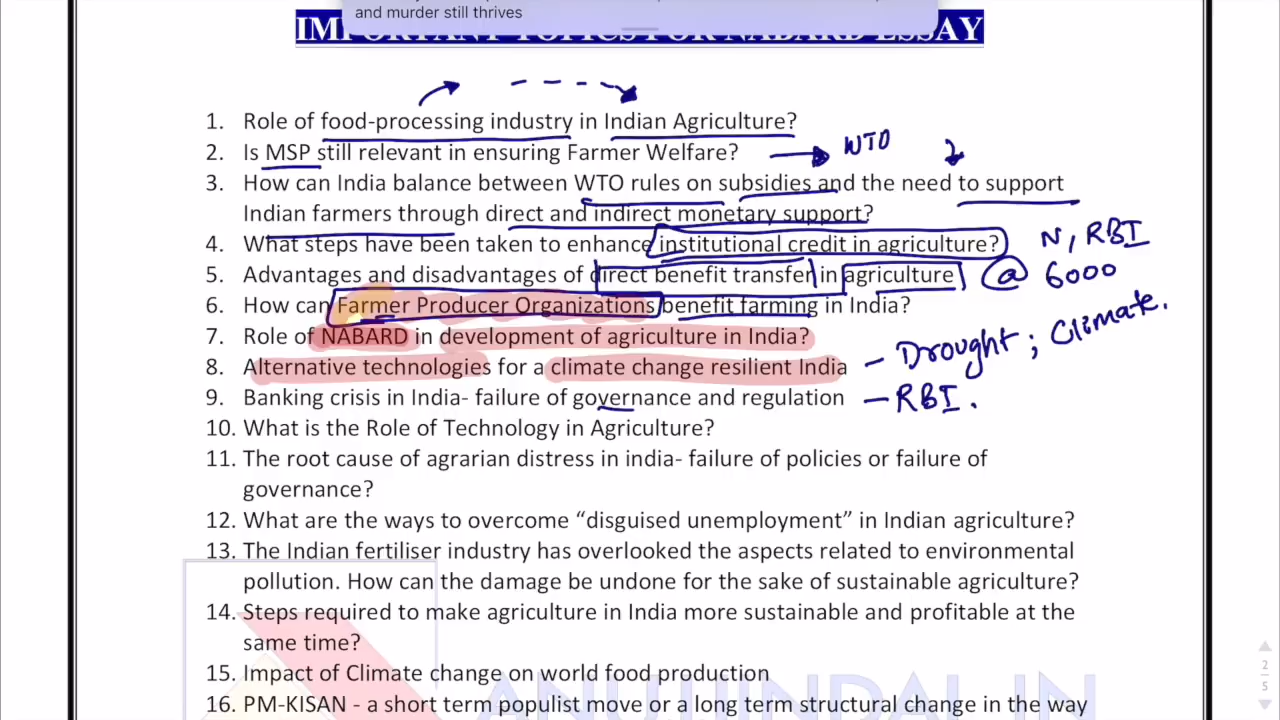 and murder still thrives
IMPORTANT TOPICS FOR NABARD ESSAY
1. Role of food-processing industry in Indian Agriculture?
2. Is MSP still relevant in ensuring Farmer Welfare? WTO
3. How can India balance between WTO rules on subsidies and the need to support
Indian farmers through direct and indirect monetary support?
4. What steps have been taken to enhance institutional credit in agriculture? N, RBI
5. Advantages and disadvantages of direct benefit transfer in agriculture @ 6000
6. How can Farmer Producer Organizations benefit farming in India?
7. Role of NABARD in development of agriculture in India?
8. Alternative technologies for a climate change resilient India - Drought ; Climate.
9. Banking crisis in India- failure of governance and regulation - RBI.
10. What is the Role of Technology in Agriculture?
11. The root cause of agrarian distress in india- failure of policies or failure of
governance?
12. What are the ways to overcome “disguised unemployment” in Indian agriculture?
13. The Indian fertiliser industry has overlooked the aspects related to environmental
pollution. How can the damage be undone for the sake of sustainable agriculture?
14. Steps required to make agriculture in India more sustainable and profitable at the
same time?
15. Impact of Climate change on world food production
16. PM-KISAN - a short term populist move or a long term structural change in the way
ANUJJINDAL.IN
2
5